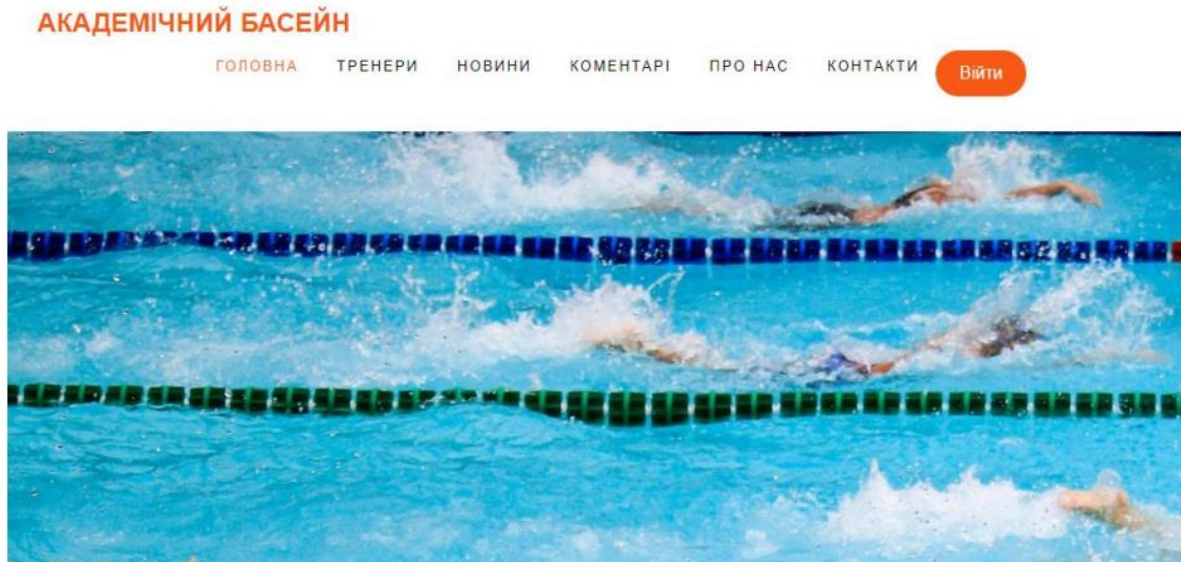 АКАДЕМІЧНИЙ БАСЕЙН
ГОЛОВНА ТРЕНЕРИ НОВИНИ КОМЕНТАРІ ПРО НАС КОНТАКТИ Війти